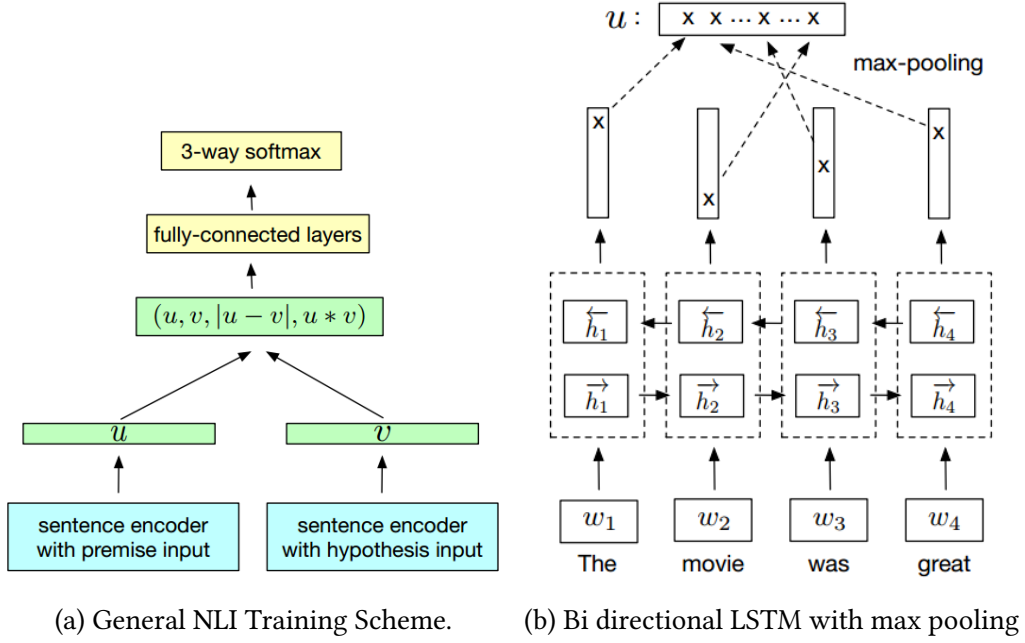 3-way softmax
fully-connected layers
(u, v, |u − v|, u * v)
u
v
sentence encoder
with premise input
sentence encoder
with hypothesis input
(a) General NLI Training Scheme.
u :
x x ... x ... x
max-pooling
x
x
x
x
←h₁ ←h₂ ←h₃ ←h₄
→h₁ →h₂ →h₃ →h₄
w₁ w₂ w₃ w₄
The movie was great
(b) Bi directional LSTM with max pooling